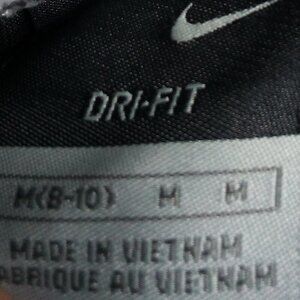 DRI-FIT
M(8-10) M M
MADE IN VIETNAM
FABRIQUE AU VIETNAM